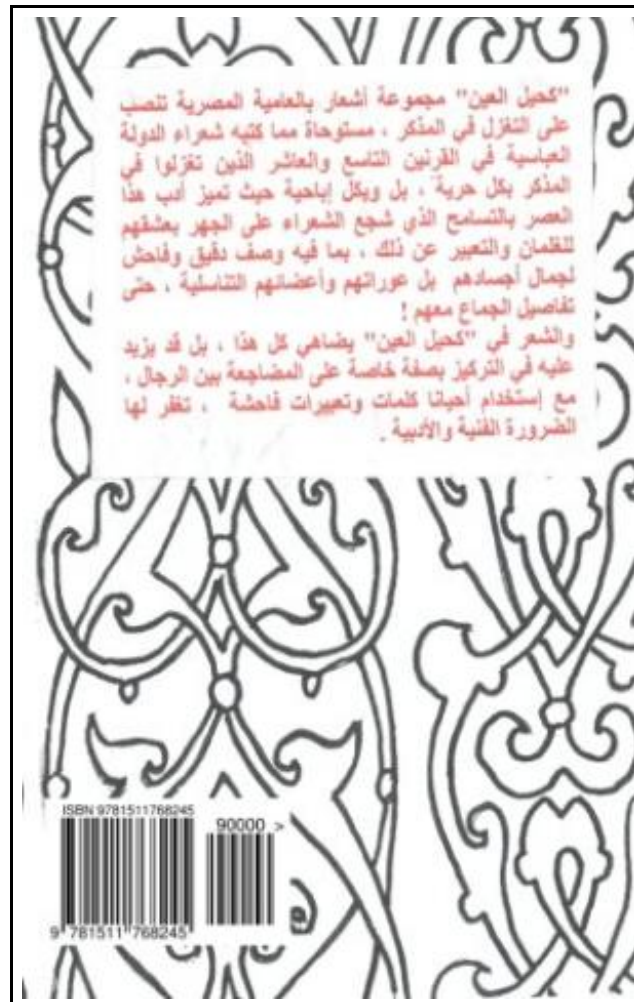 "كحيل العين" مجموعة أشعار بالعامية المصرية تنصب
على التغزل في المذكر ، مستوحاة مما كتبه شعراء الدولة
العباسية في القرنين التاسع والعاشر الذين تغزلوا في
المذكر بكل حرية ، بل وبكل إباحية حيث تميز أدب هذا
العصر بالتسامح الذي شجع الشعراء على الجهر بعشقهم
للغلمان والتعبير عن ذلك ، بما فيه وصف دقيق وفاحش
لجمال أجسادهم بل عوراتهم وأعضائهم التناسلية ، حتى
تفاصيل الجماع معهم !
والشعر في "كحيل العين" يضاهي كل هذا ، بل قد يزيد
عليه في التركيز بصفة خاصة على المضاجعة بين الرجال ،
مع إستخدام أحيانا كلمات وتعبيرات فاحشة ، تغفر لها
الضرورة الفنية والأدبية .
ISBN 9781511768245
90000 >
9 781511 768245